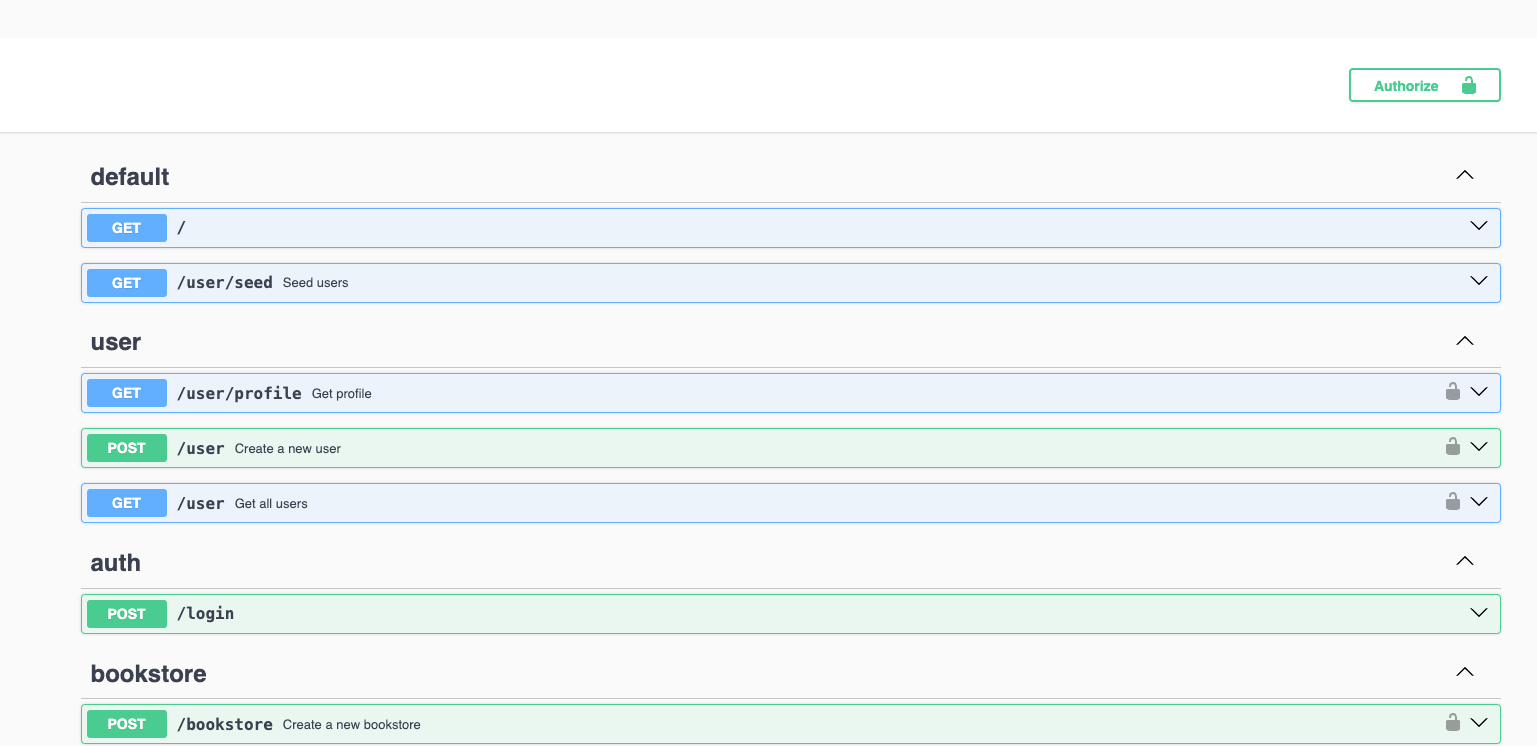 Authorize
default
GET /
GET /user/seed Seed users
user
GET /user/profile Get profile
POST /user Create a new user
GET /user Get all users
auth
POST /login
bookstore
POST /bookstore Create a new bookstore